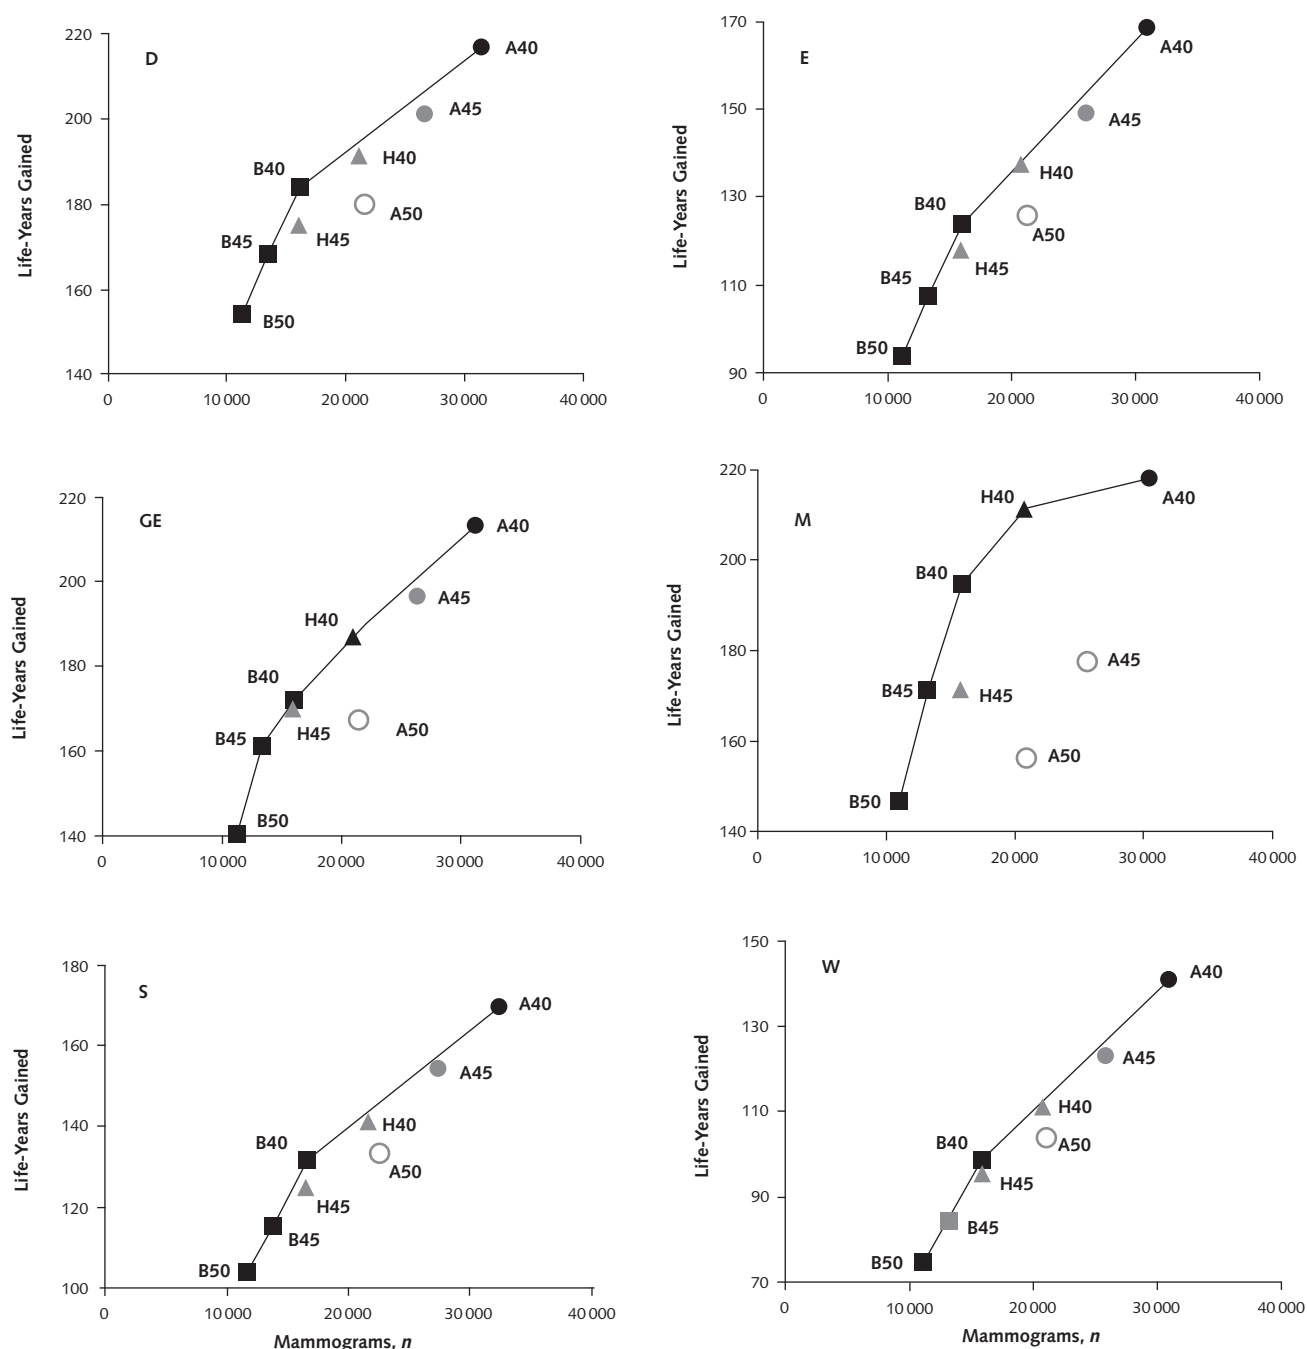 D
Life-Years Gained
220
200
180
160
140
0
10 000
20 000
30 000
40 000
A40
A45
H40
B40
A50
H45
B45
B50
E
Life-Years Gained
170
150
130
110
90
0
10 000
20 000
30 000
40 000
A40
A45
H40
B40
A50
H45
B45
B50
GE
Life-Years Gained
220
200
180
160
140
0
10 000
20 000
30 000
40 000
A40
A45
H40
B40
H45
A50
B45
B50
M
Life-Years Gained
220
200
180
160
140
0
10 000
20 000
30 000
40 000
H40
A40
B40
A45
B45
H45
A50
B50
S
Life-Years Gained
180
160
140
120
100
0
10 000
20 000
30 000
40 000
Mammograms, n
A40
A45
H40
B40
A50
H45
B45
B50
W
Life-Years Gained
150
130
110
90
70
0
10 000
20 000
30 000
40 000
Mammograms, n
A40
A45
H40
B40
A50
H45
B45
B50